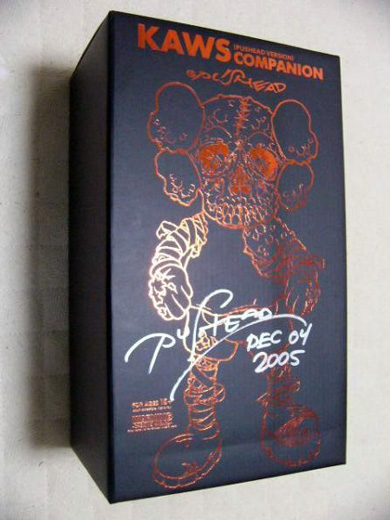 KAWS (PUSHEAD VERSION)
COMPANION
PUSHEAD
PUSHEAD
DEC 04
2005
FOR AGES 15+